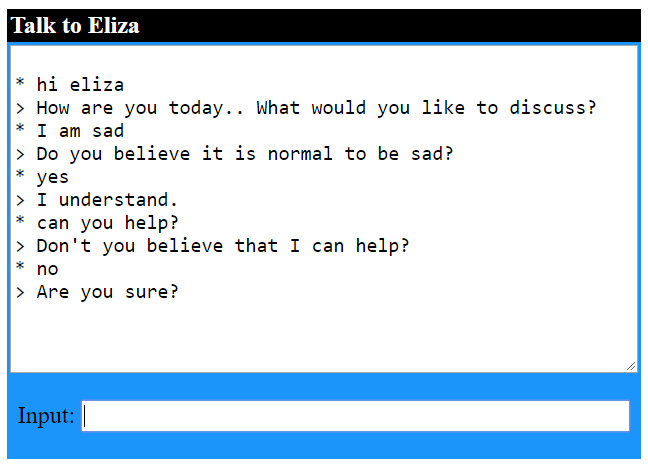 Talk to Eliza
* hi eliza
> How are you today.. What would you like to discuss?
* I am sad
> Do you believe it is normal to be sad?
* yes
> I understand.
* can you help?
> Don't you believe that I can help?
* no
> Are you sure?
Input: